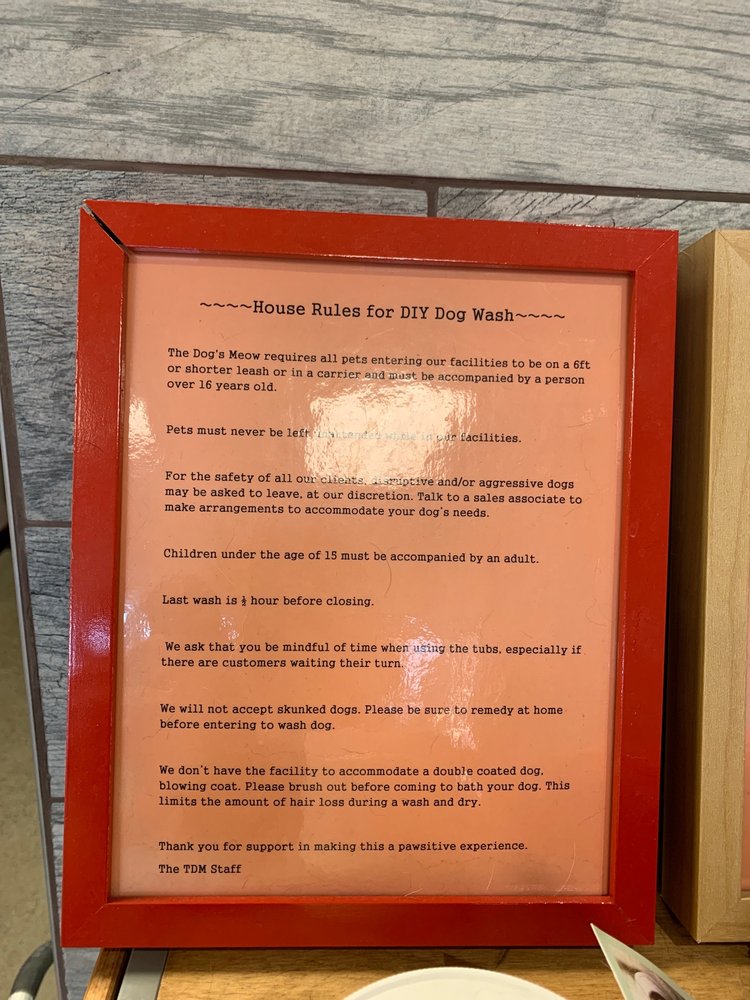 ~~~~House Rules for DIY Dog Wash~~~~
The Dog's Meow requires all pets entering our facilities to be on a 6ft
or shorter leash or in a carrier and must be accompanied by a person
over 16 years old.
Pets must never be left unattended while in our facilities.
For the safety of all our clients, disruptive and/or aggressive dogs
may be asked to leave, at our discretion. Talk to a sales associate to
make arrangements to accommodate your dog's needs.
Children under the age of 15 must be accompanied by an adult.
Last wash is ½ hour before closing.
We ask that you be mindful of time when using the tubs, especially if
there are customers waiting their turn.
We will not accept skunked dogs. Please be sure to remedy at home
before entering to wash dog.
We don't have the facility to accommodate a double coated dog,
blowing coat. Please brush out before coming to bath your dog. This
limits the amount of hair loss during a wash and dry.
Thank you for support in making this a pawsitive experience.
The TDM Staff